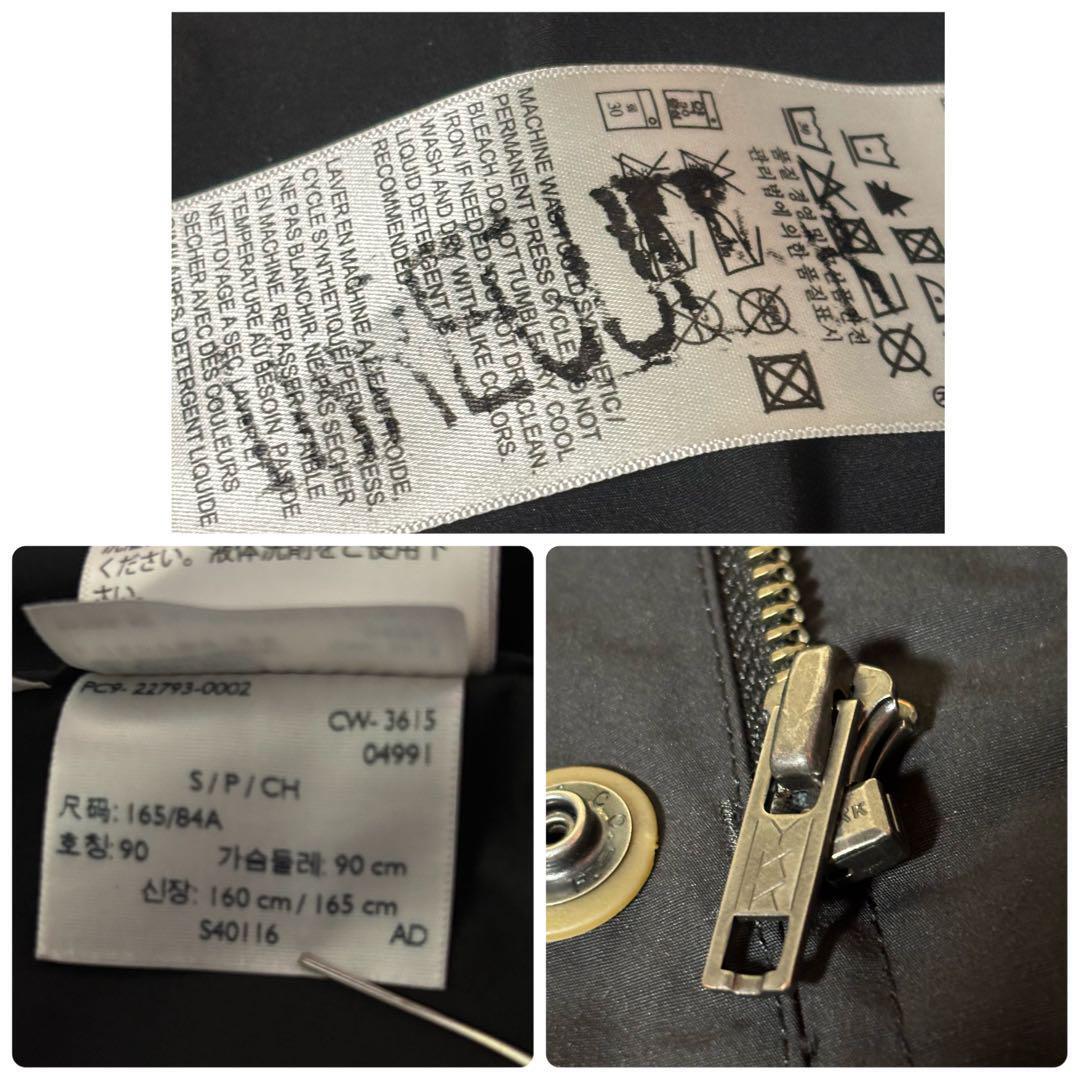 30
MACHINE WASH COLD SYNTHETIC/
PERMANENT PRESS CYCLE DO NOT
BLEACH. DO NOT TUMBLE DRY COOL
IRON IF NEEDED DO NOT DRY CLEAN.
WASH AND DRY WITH LIKE COLORS.
LIQUID DETERGENT IS
RECOMMENDED
LAVER EN MACHINE A L'EAU FROIDE,
CYCLE SYNTHETIQUE/PERMA PRESS.
NE PAS BLANCHIR. NE PAS SECHER
EN MACHINE. REPASSER A FAIBLE
TEMPERATURE AU BESOIN. PAS DE
NETTOYAGE A SEC. LAVER ET
SECHER AVEC DES COULEURS
DETERGENT LIQUIDE
품질경영 및
관리법에 의한 품질표시
ください。液体洗剤をご使用下
さい。
PC9- 22793-0002
CW- 3615
04991
S / P / CH
尺码: 165/84A
호칭: 90 가슴둘레: 90 cm
신장: 160 cm / 165 cm
S40116 AD
YKK